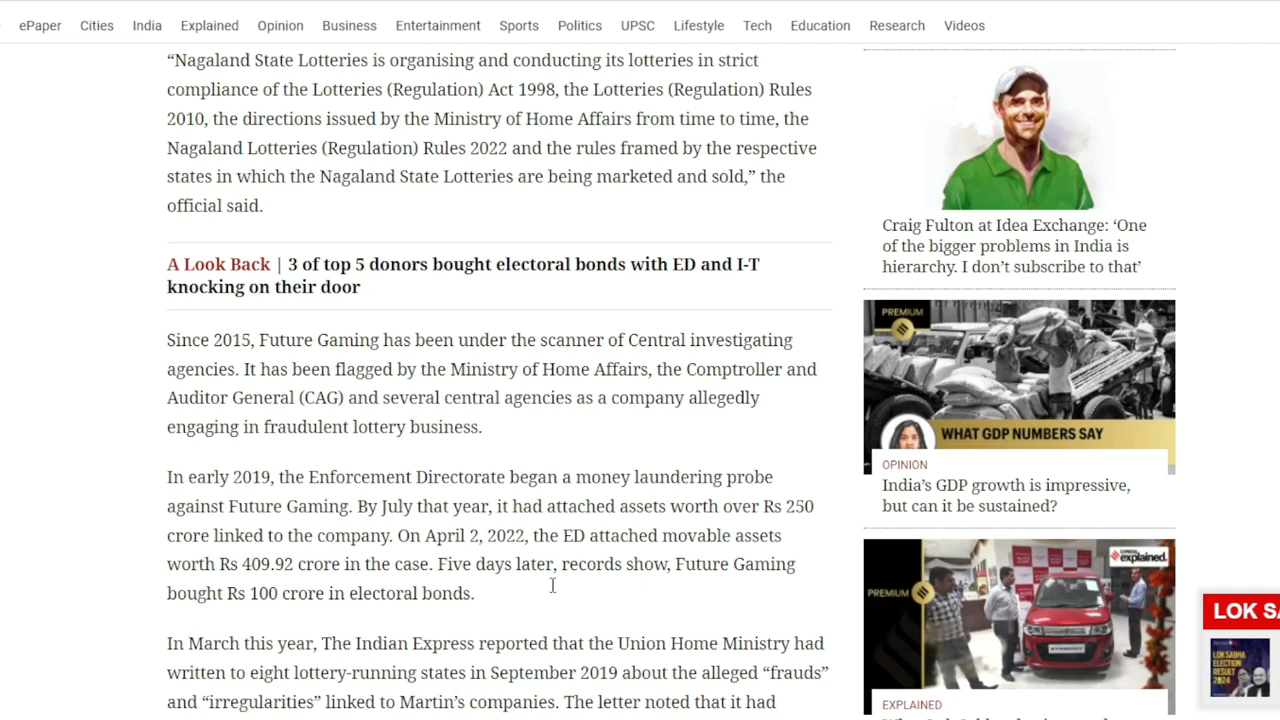 ePaper Cities India Explained Opinion Business Entertainment Sports Politics UPSC Lifestyle Tech Education Research Videos
“Nagaland State Lotteries is organising and conducting its lotteries in strict
compliance of the Lotteries (Regulation) Act 1998, the Lotteries (Regulation) Rules
2010, the directions issued by the Ministry of Home Affairs from time to time, the
Nagaland Lotteries (Regulation) Rules 2022 and the rules framed by the respective
states in which the Nagaland State Lotteries are being marketed and sold,” the
official said.
A Look Back | 3 of top 5 donors bought electoral bonds with ED and I-T
knocking on their door
Since 2015, Future Gaming has been under the scanner of Central investigating
agencies. It has been flagged by the Ministry of Home Affairs, the Comptroller and
Auditor General (CAG) and several central agencies as a company allegedly
engaging in fraudulent lottery business.
In early 2019, the Enforcement Directorate began a money laundering probe
against Future Gaming. By July that year, it had attached assets worth over Rs 250
crore linked to the company. On April 2, 2022, the ED attached movable assets
worth Rs 409.92 crore in the case. Five days later, records show, Future Gaming
bought Rs 100 crore in electoral bonds.
In March this year, The Indian Express reported that the Union Home Ministry had
written to eight lottery-running states in September 2019 about the alleged “frauds”
and “irregularities” linked to Martin’s companies. The letter noted that it had
Craig Fulton at Idea Exchange: ‘One
of the bigger problems in India is
hierarchy. I don’t subscribe to that’
PREMIUM
WHAT GDP NUMBERS SAY
OPINION
India’s GDP growth is impressive,
but can it be sustained?
EXPRESS
explained.
PREMIUM
EXPLAINED
LOK SA
LOK SABHA
ELECTION
RESULT
2024